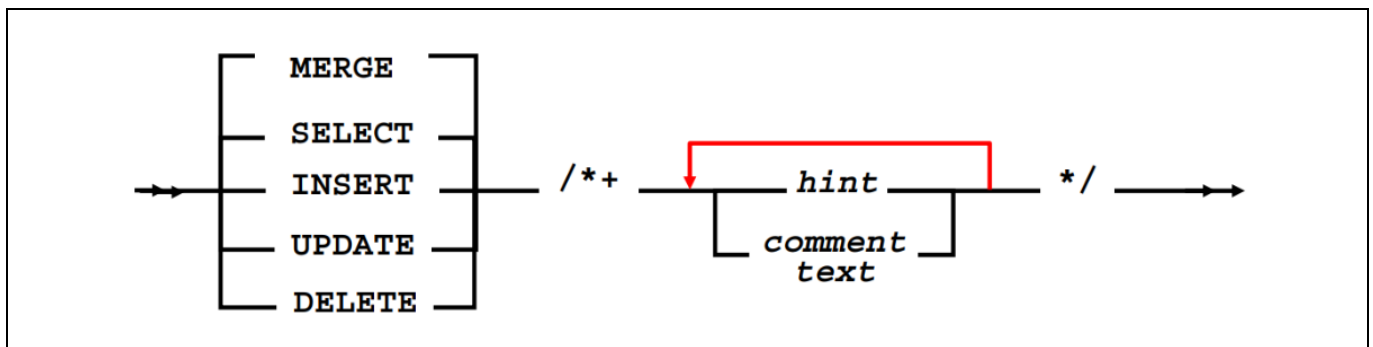 MERGE
SELECT
INSERT
UPDATE
DELETE
/*+
hint
comment
text
*/